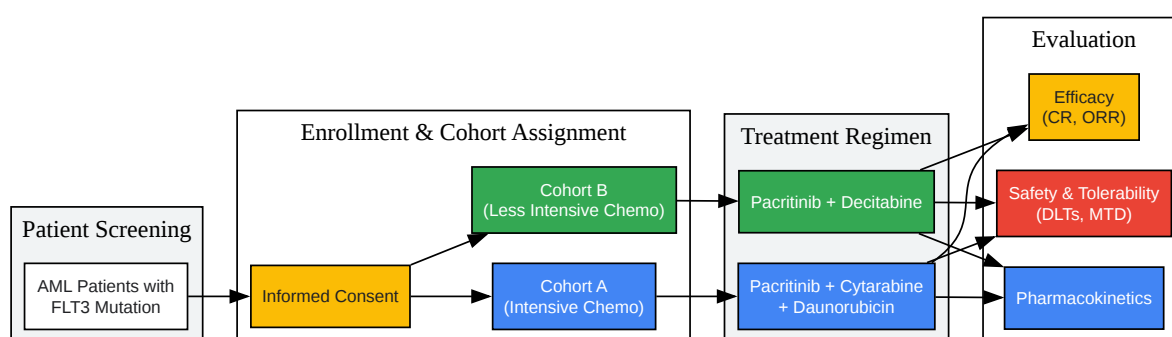 Patient Screening
AML Patients with
FLT3 Mutation
Enrollment & Cohort Assignment
Informed Consent
Cohort B
(Less Intensive Chemo)
Cohort A
(Intensive Chemo)
Treatment Regimen
Pacritinib + Decitabine
Pacritinib + Cytarabine
+ Daunorubicin
Evaluation
Efficacy
(CR, ORR)
Safety & Tolerability
(DLTs, MTD)
Pharmacokinetics